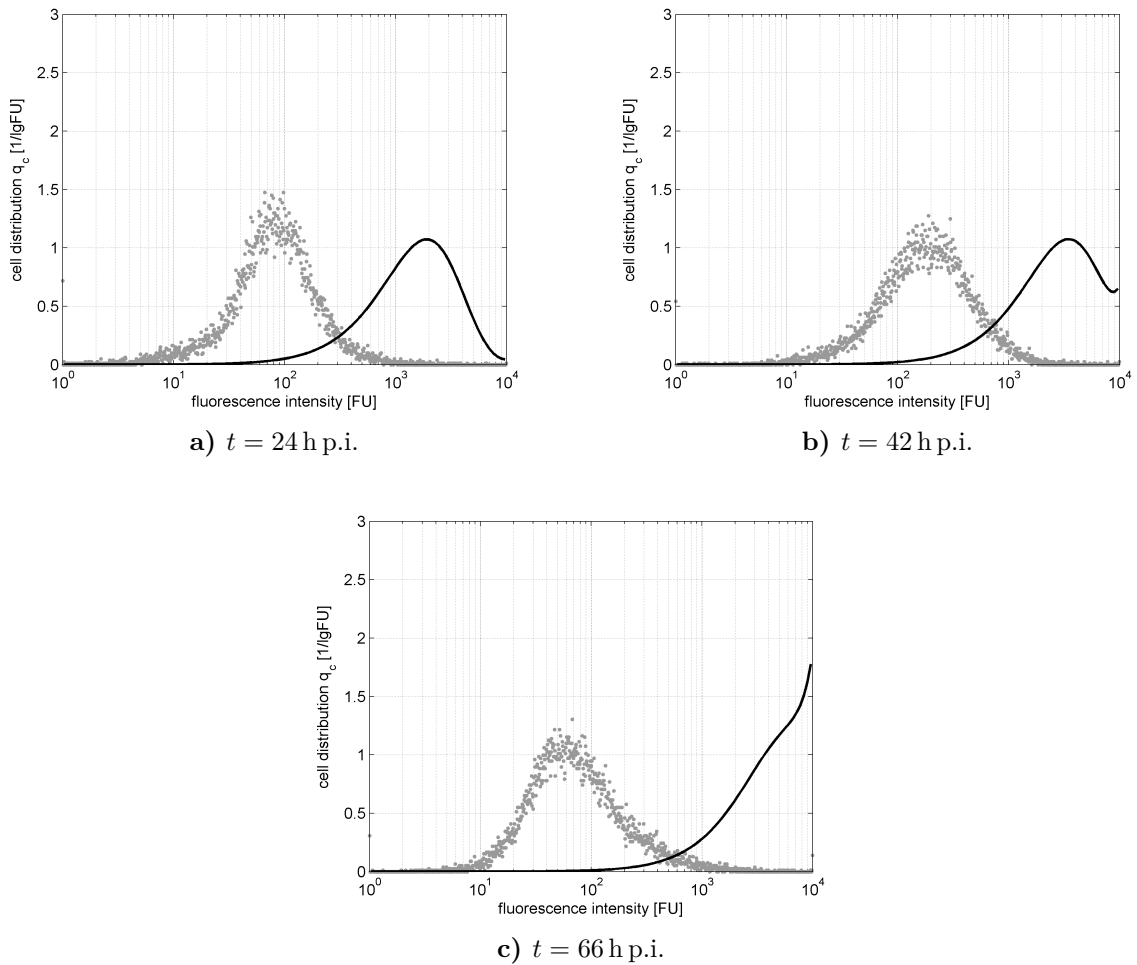 3
2.5
2
1.5
1
0.5
0
cell distribution q_c [1/lgFU]
10^0 10^1 10^2 10^3 10^4
fluorescence intensity [FU]
a) t = 24 h p.i.
3
2.5
2
1.5
1
0.5
0
cell distribution q_c [1/lgFU]
10^0 10^1 10^2 10^3 10^4
fluorescence intensity [FU]
b) t = 42 h p.i.
3
2.5
2
1.5
1
0.5
0
cell distribution q_c [1/lgFU]
10^0 10^1 10^2 10^3 10^4
fluorescence intensity [FU]
c) t = 66 h p.i.